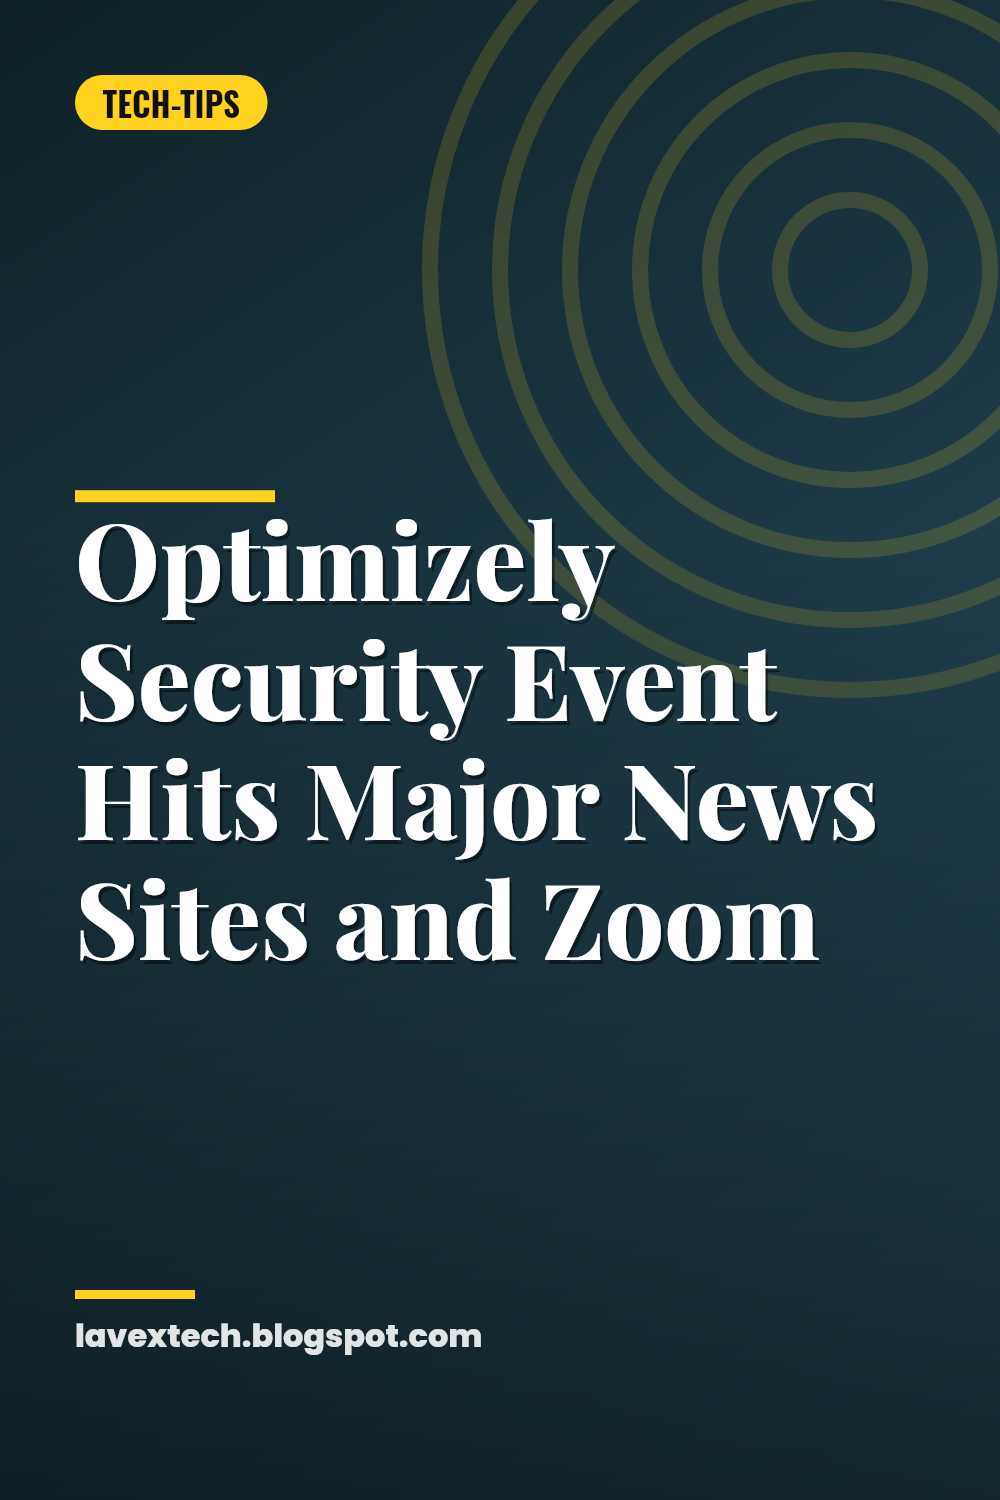 TECH-TIPS
Optimizely
Security Event
Hits Major News
Sites and Zoom
lavextech.blogspot.com